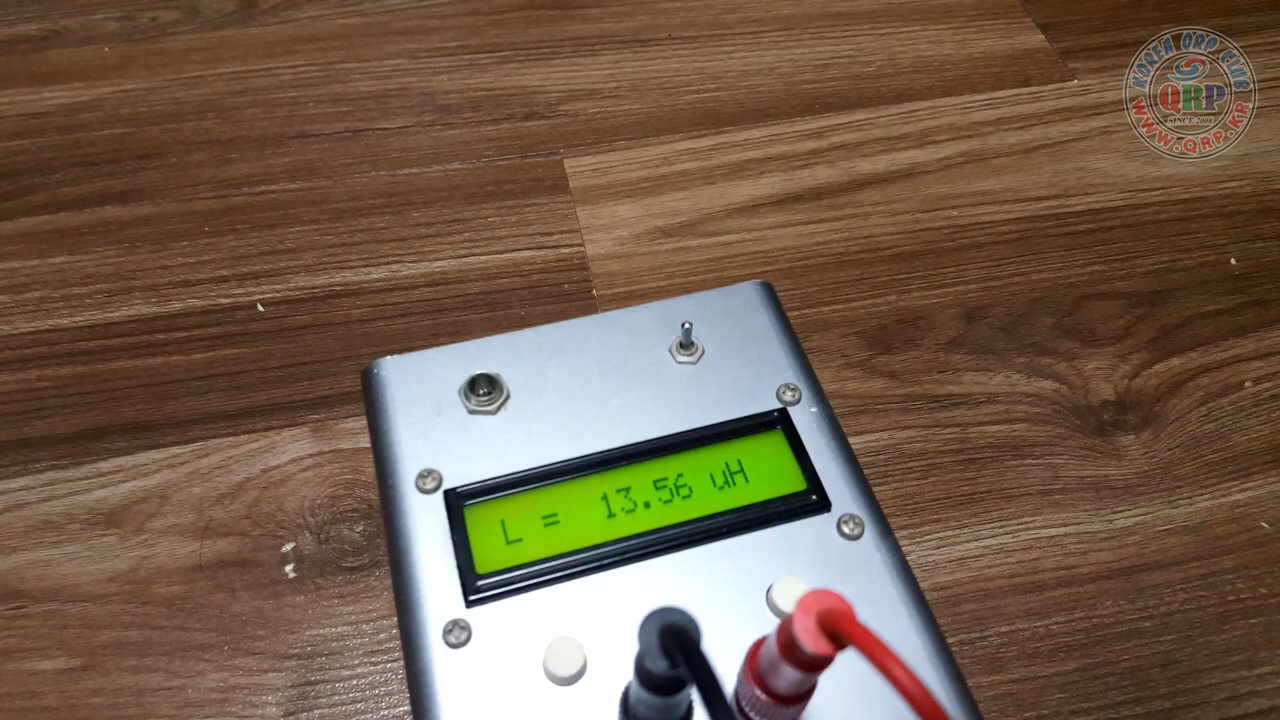 KOREA QRP CLUB
QRP
SINCE 2008
WWW.QRP.KR
L = 13.56 uH